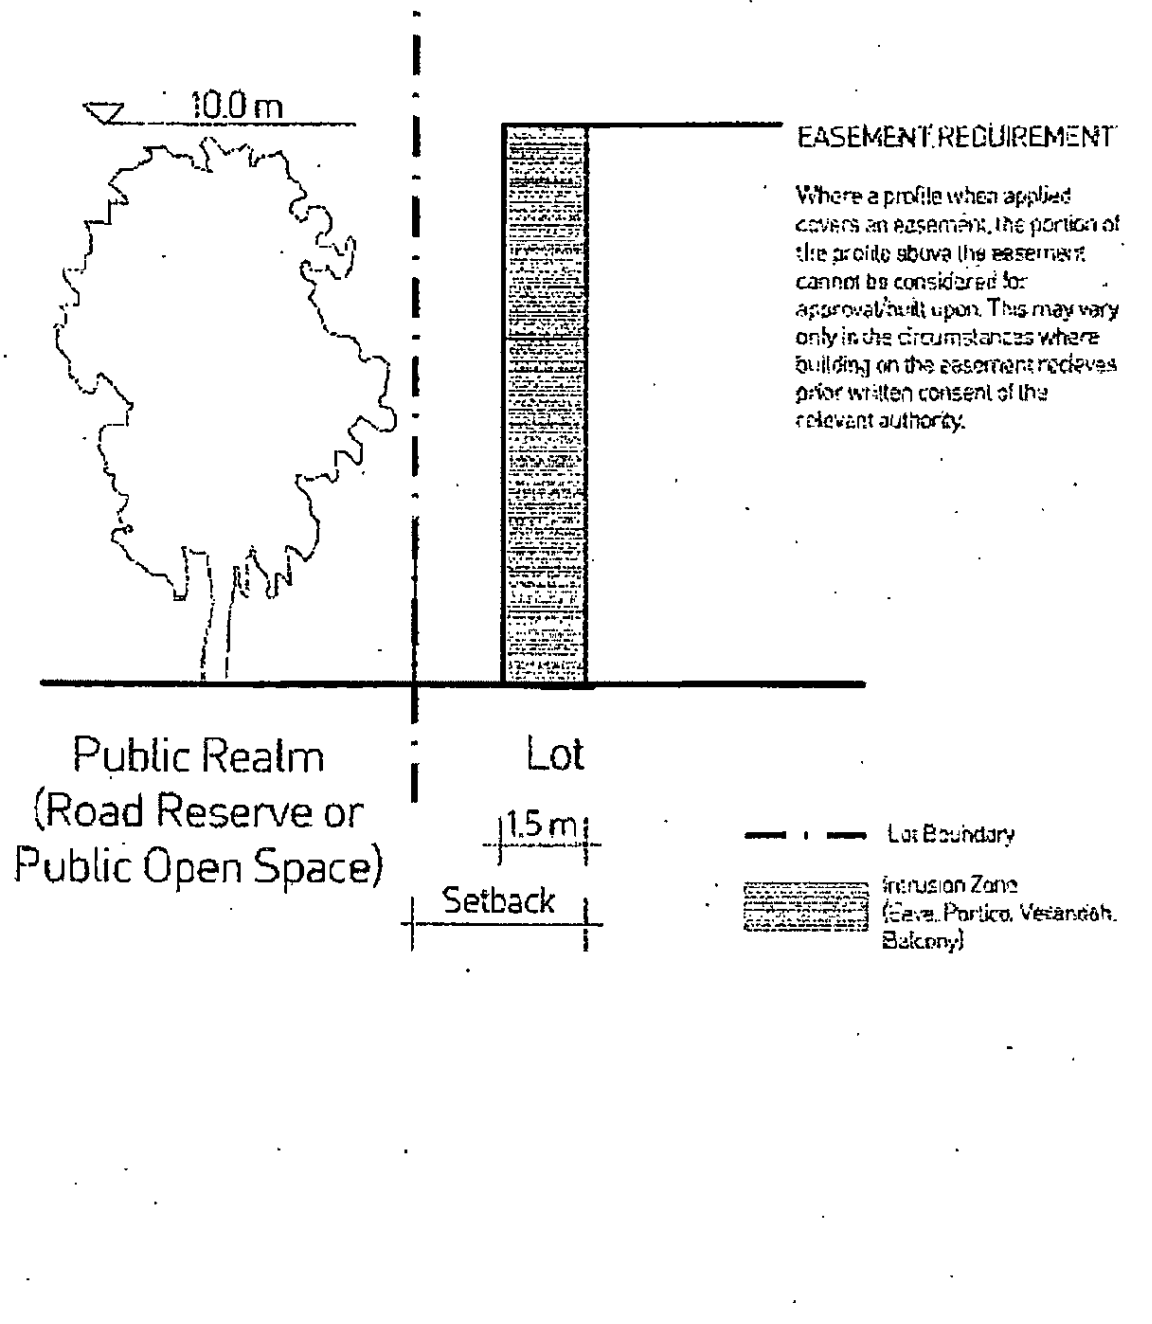 10.0 m
EASEMENT REQUIREMENT
Where a profile when applied
covers an easement, the portion of
the profile above the easement
cannot be considered for
approval/built upon. This may vary
only in the circumstances where
building on the easement recieves
prior written consent of the
relevant authority.
Public Realm
(Road Reserve or
Public Open Space)
Lot
1.5 m
Setback
Lot Boundary
Intrusion Zone
(Eave, Portico, Verandah,
Balcony)